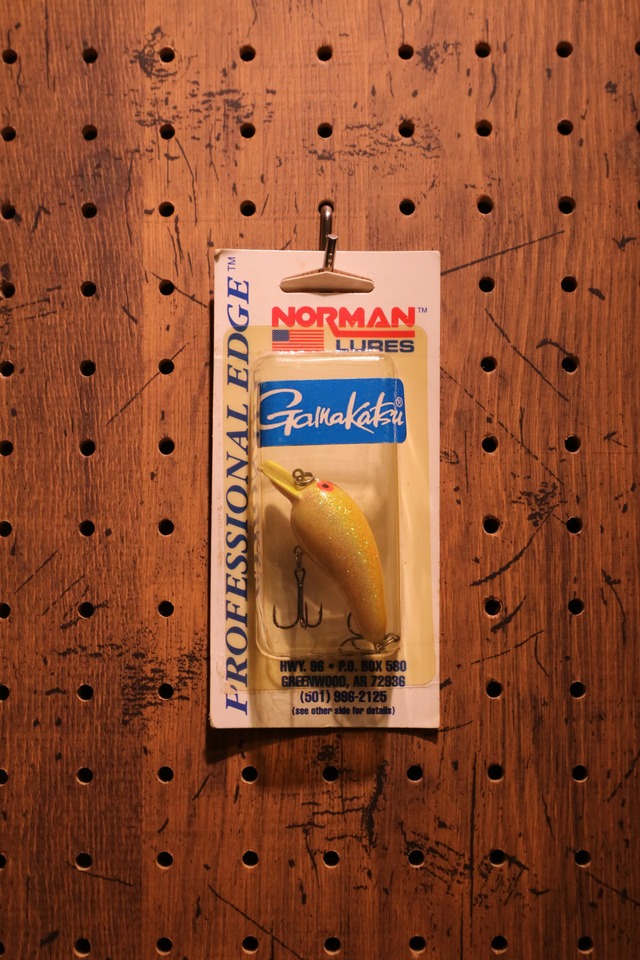 PROFESSIONAL EDGE™
NORMAN™
LURES
Gamakatsu®
HWY. 96 • P.O. BOX 580
GREENWOOD, AR 72936
(501) 996-2125
(see other side for details)